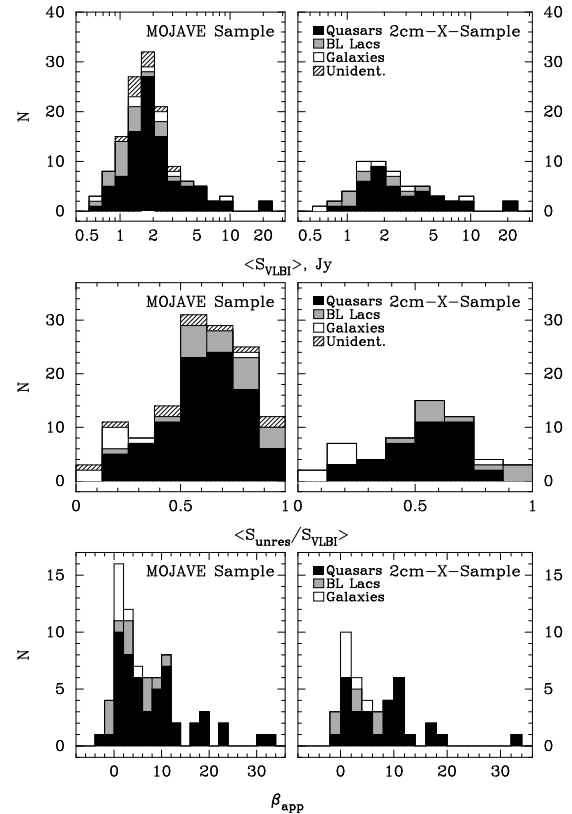 MOJAVE Sample
Quasars 2cm-X-Sample
BL Lacs
Galaxies
Unident.
40
30
20
10
0
N
40
30
20
10
0
0.5 1 2 5 10 20
0.5 1 2 5 10 20
<S_VLBI>, Jy
MOJAVE Sample
Quasars 2cm-X-Sample
BL Lacs
Galaxies
Unident.
30
20
10
0
N
30
20
10
0
0 0.5 1
0 0.5 1
<S_unres/S_VLBI>
MOJAVE Sample
Quasars 2cm-X-Sample
BL Lacs
Galaxies
15
10
5
0
N
15
10
5
0
0 10 20 30
0 10 20 30
β_app